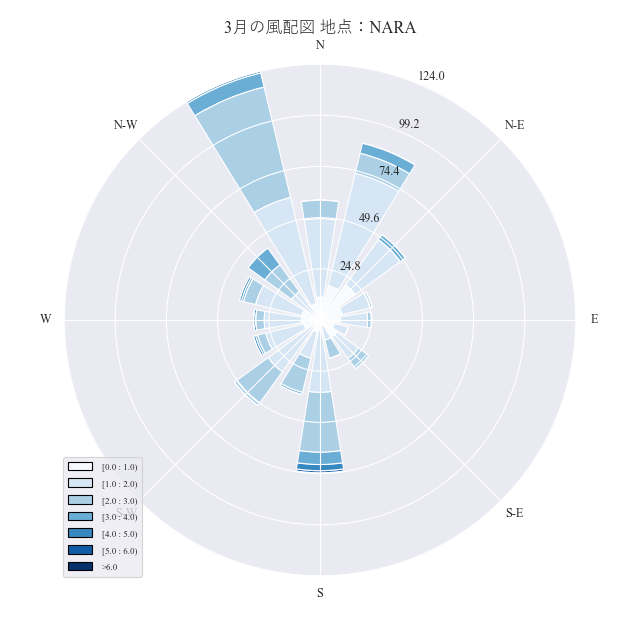 3月の風配図 地点：NARA
N
124.0
N-W
99.2
N-E
74.4
49.6
24.8
W
E
[0.0 : 1.0)
[1.0 : 2.0)
[2.0 : 3.0)
S-W
[3.0 : 4.0)
S-E
[4.0 : 5.0)
[5.0 : 6.0)
>6.0
S